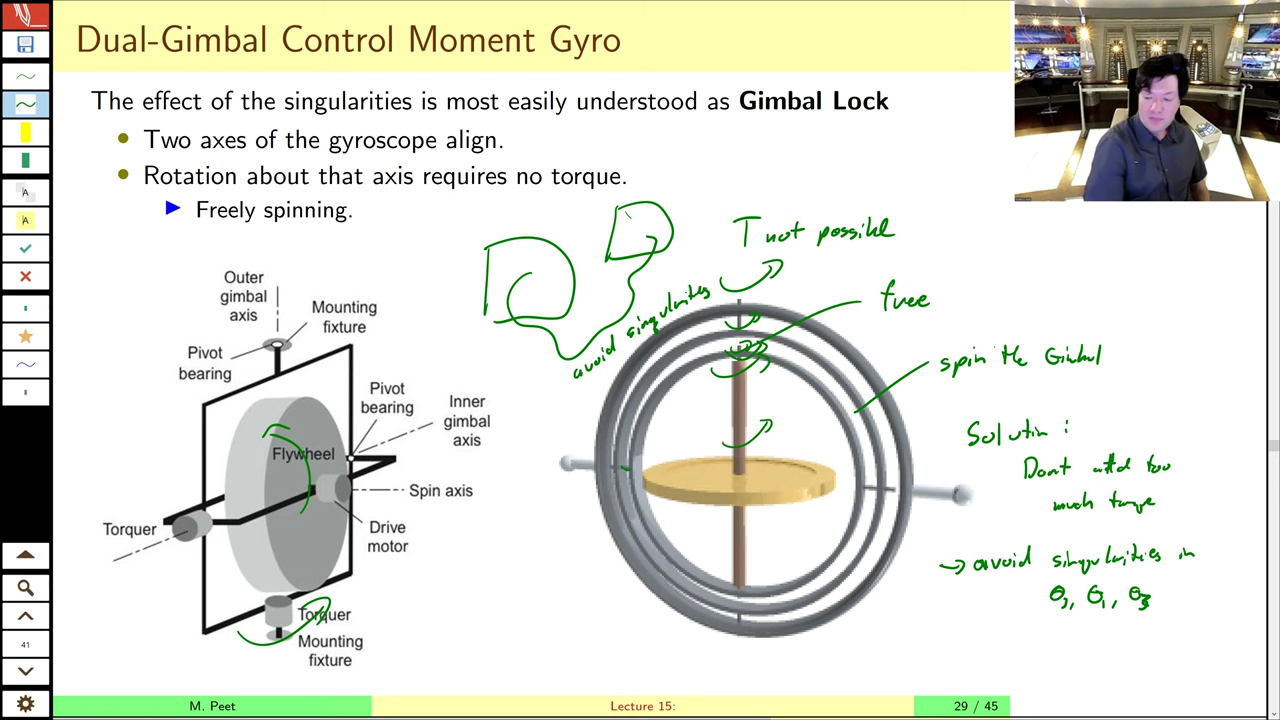 Dual-Gimbal Control Moment Gyro
The effect of the singularities is most easily understood as Gimbal Lock
Two axes of the gyroscope align.
Rotation about that axis requires no torque.
Freely spinning.
T not possible
avoid singularities
free
spin the Gimbal
Solution :
Dont add too
much torque
→ avoid singularities in
θ₃, θ₁, θ₃
Outer
gimbal
axis
Mounting
fixture
Pivot
bearing
Pivot
bearing
Inner
gimbal
axis
Flywheel
Spin axis
Torquer
Drive
motor
Torquer
Mounting
fixture
A
A
41
M. Peet
Lecture 15:
29 / 45